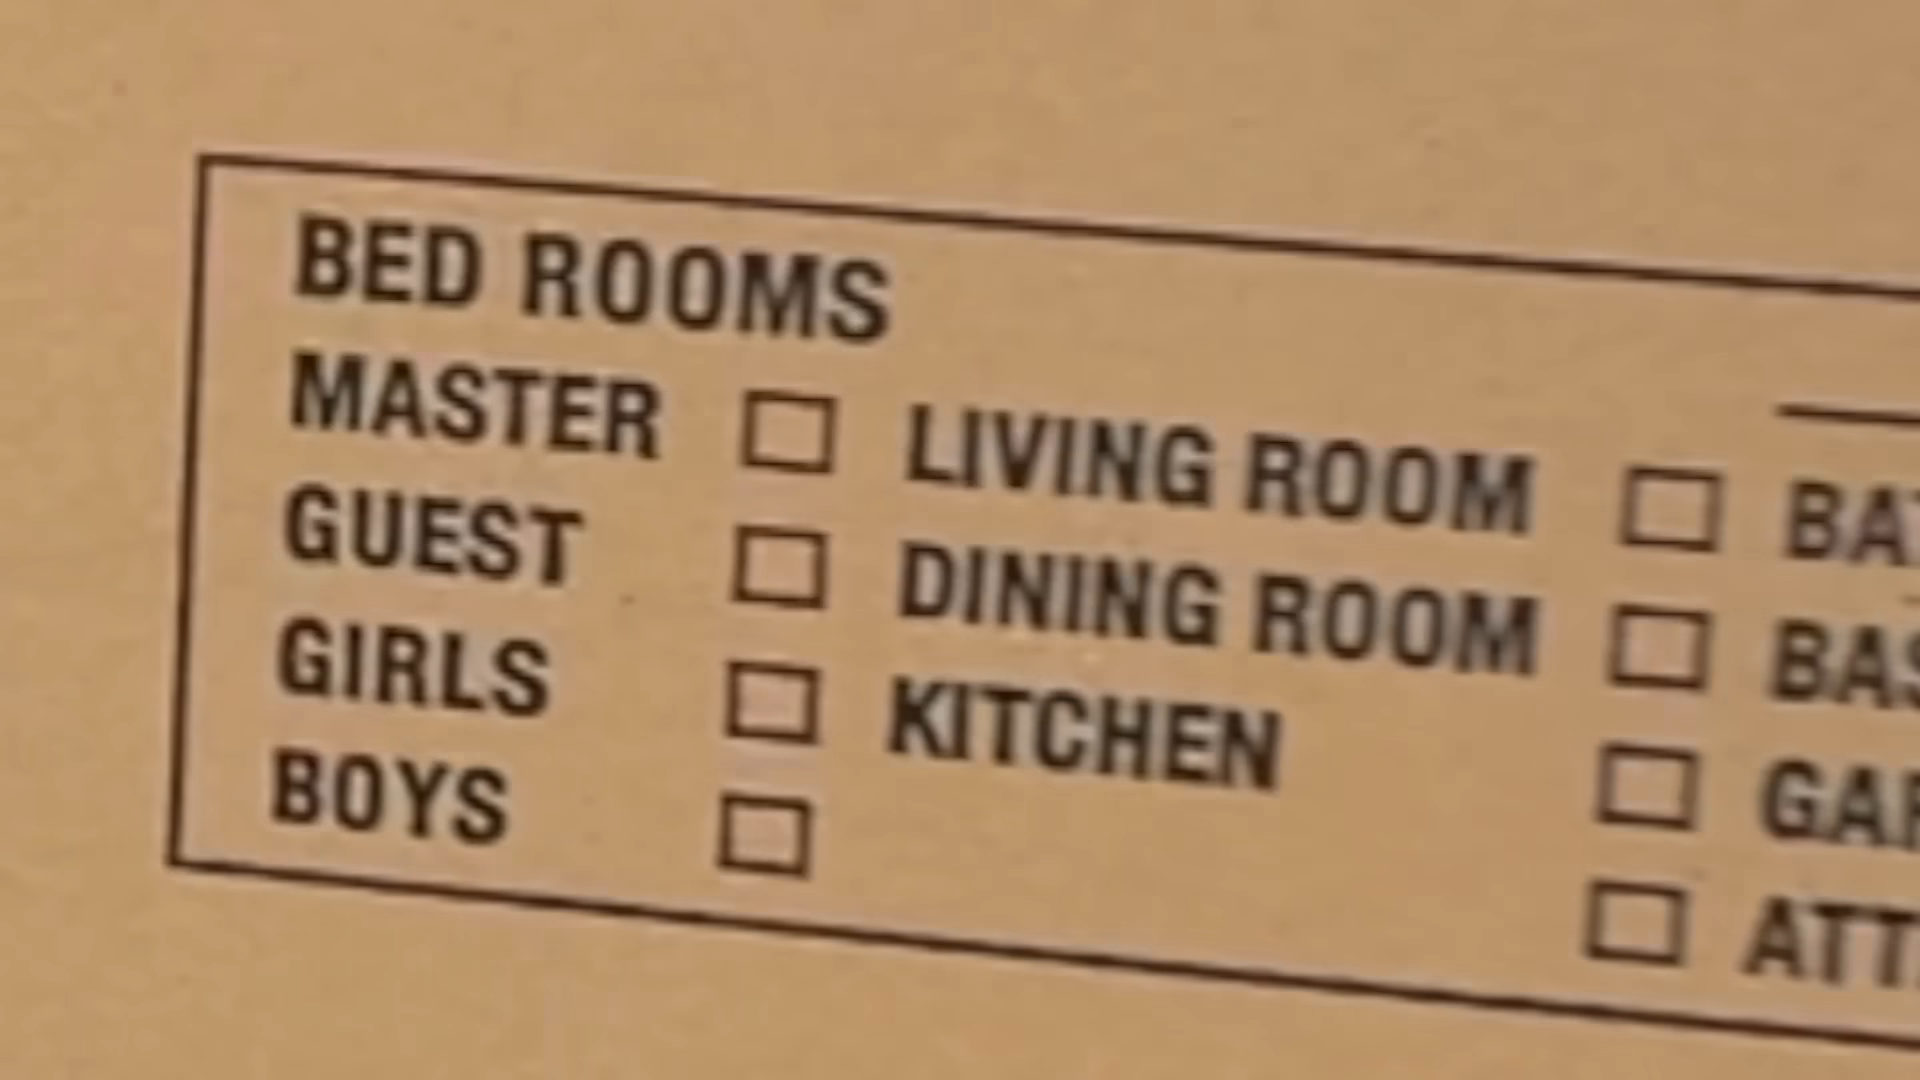 BED ROOMS
MASTER □ LIVING ROOM □
GUEST □ DINING ROOM □
GIRLS □ KITCHEN □
BOYS □ □